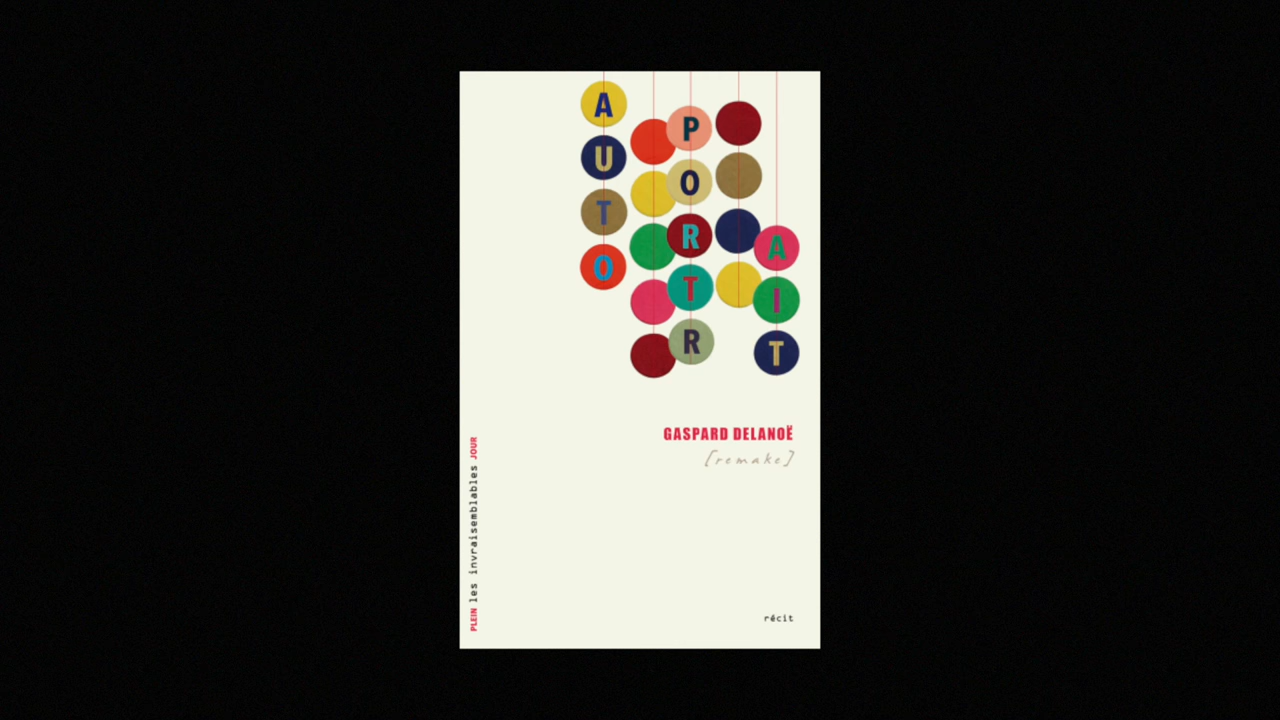 AUTO
PORTR
AIT
GASPARD DELANOË
[remake]
PLEIN les invraisemblables JOUR
récit